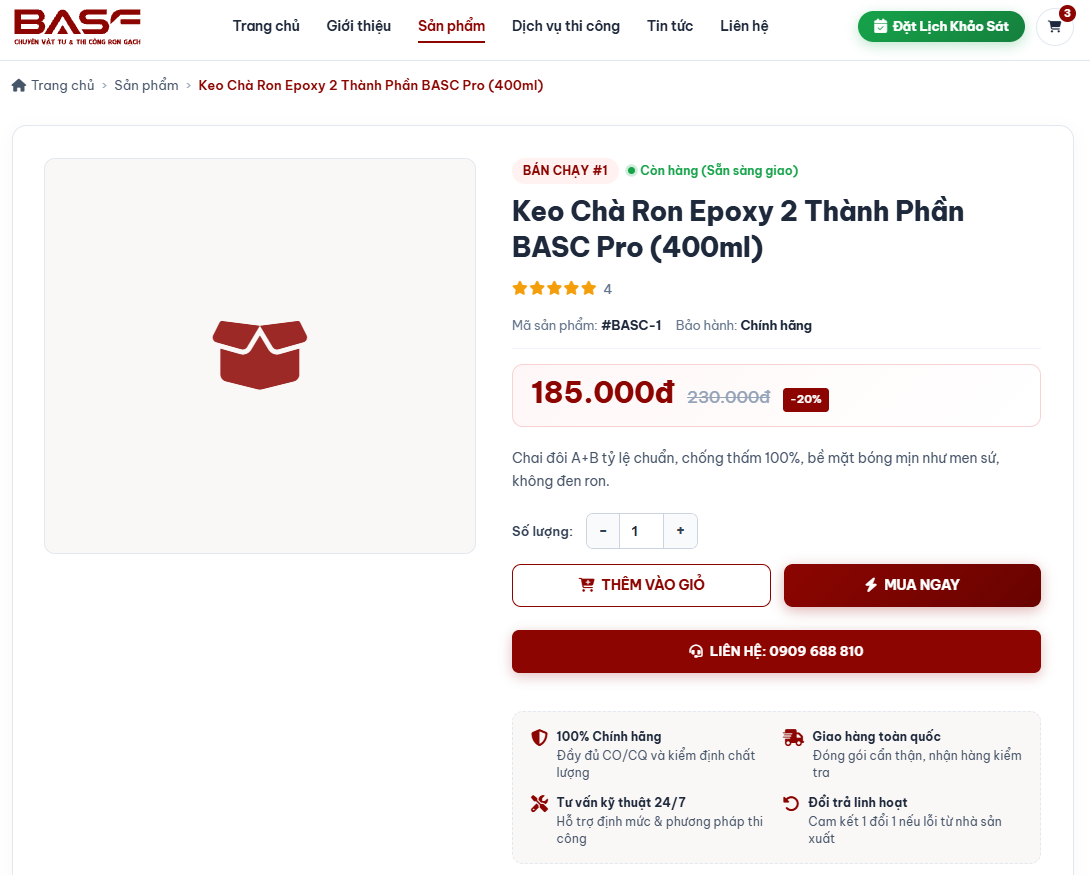 BASF
CHUYÊN VẬT TƯ & THI CÔNG RON GẠCH
Trang chủ
Giới thiệu
Sản phẩm
Dịch vụ thi công
Tin tức
Liên hệ
Đặt Lịch Khảo Sát
3
Trang chủ > Sản phẩm > Keo Chà Ron Epoxy 2 Thành Phần BASC Pro (400ml)
BÁN CHẠY #1
Còn hàng (Sẵn sàng giao)
Keo Chà Ron Epoxy 2 Thành Phần
BASC Pro (400ml)
4
Mã sản phẩm: #BASC-1 Bảo hành: Chính hãng
185.000đ 230.000đ -20%
Chai đôi A+B tỷ lệ chuẩn, chống thấm 100%, bề mặt bóng mịn như men sứ,
không đen ron.
Số lượng: - 1 +
THÊM VÀO GIỎ
MUA NGAY
LIÊN HỆ: 0909 688 810
100% Chính hãng
Đầy đủ CO/CQ và kiểm định chất
lượng
Giao hàng toàn quốc
Đóng gói cẩn thận, nhận hàng kiểm
tra
Tư vấn kỹ thuật 24/7
Hỗ trợ định mức & phương pháp thi
công
Đổi trả linh hoạt
Cam kết 1 đổi 1 nếu lỗi từ nhà sản
xuất